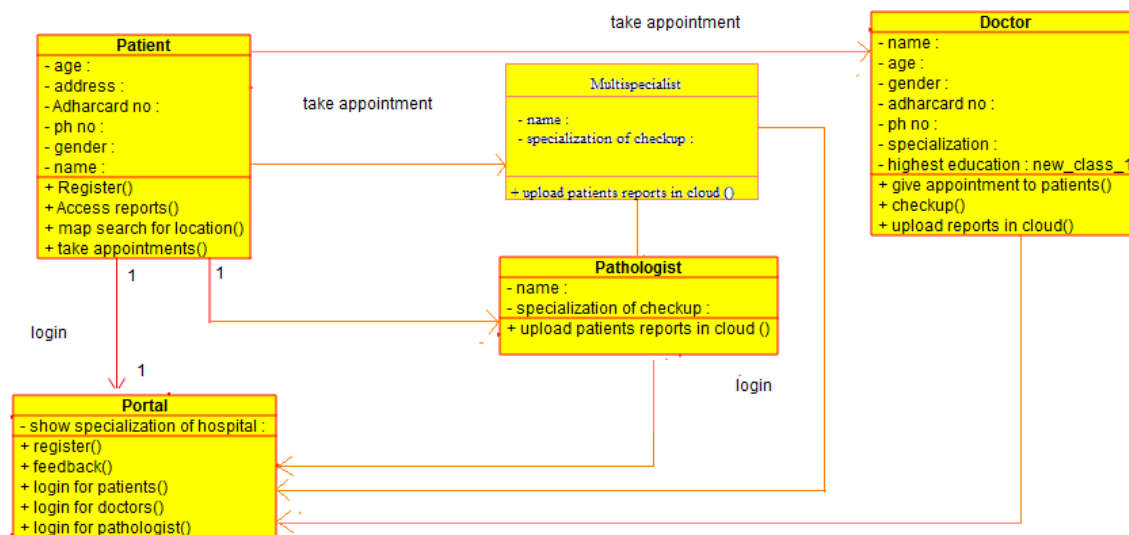 take appointment
Patient
- age :
- address :
- Adharcard no :
- ph no :
- gender :
- name :
+ Register()
+ Access reports()
+ map search for location()
+ take appointments()
take appointment
Multispecialist
- name :
- specialization of checkup :
+ upload patients reports in cloud ()
Doctor
- name :
- age :
- gender :
- adharcard no :
- ph no :
- specialization :
- highest education : new_class_1
+ give appointment to patients()
+ checkup()
+ upload reports in cloud()
1
1
Pathologist
- name :
- specialization of checkup :
+ upload patients reports in cloud ()
login
1
login
Portal
- show specialization of hospital :
+ register()
+ feedback()
+ login for patients()
+ login for doctors()
+ login for pathologist()